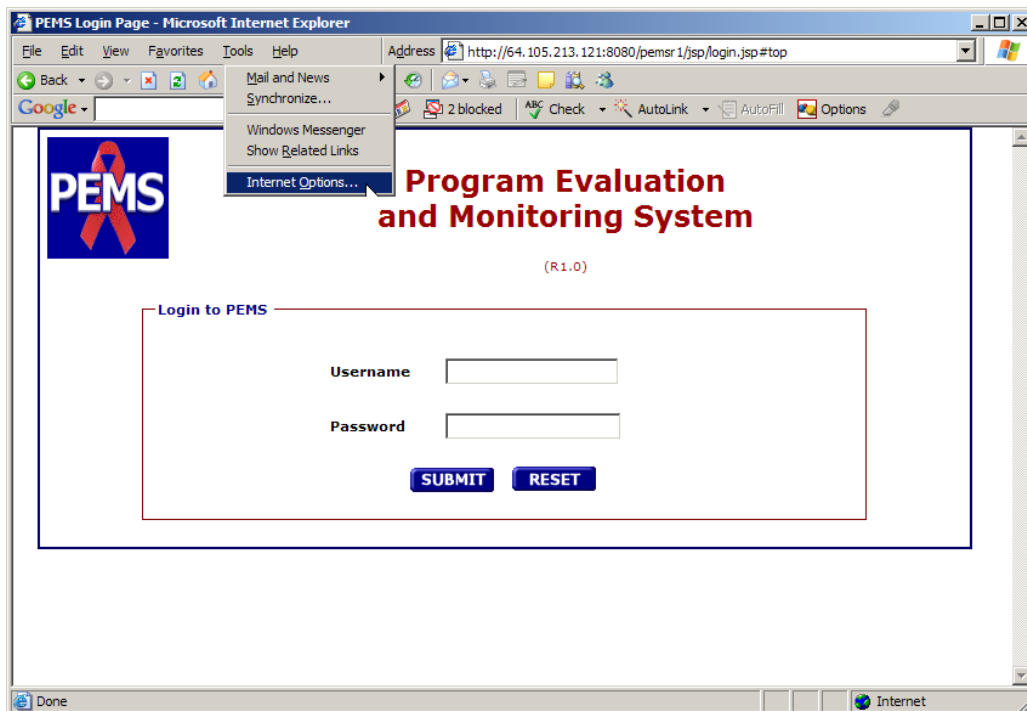 PEMS Login Page - Microsoft Internet Explorer
File Edit View Favorites Tools Help Address http://64.105.213.121:8080/pemsr1/jsp/login.jsp#top
Back
Mail and News
Synchronize...
Windows Messenger
Show Related Links
Internet Options...
Google 2 blocked ABC Check AutoLink AutoFill Options
PEMS
Program Evaluation
and Monitoring System
(R1.0)
Login to PEMS
Username
Password
SUBMIT RESET
Done Internet